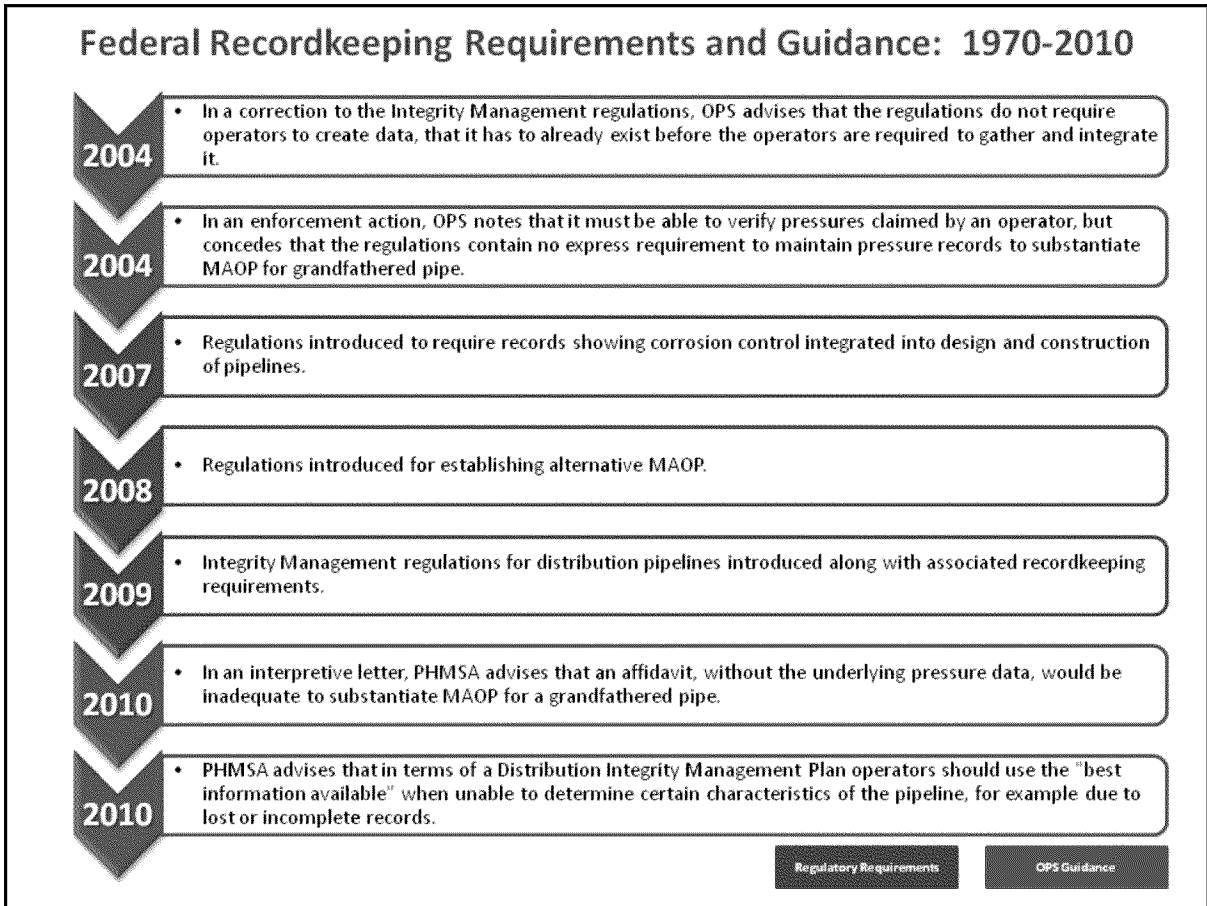 Federal Recordkeeping Requirements and Guidance: 1970-2010
2004
• In a correction to the Integrity Management regulations, OPS advises that the regulations do not require
operators to create data, that it has to already exist before the operators are required to gather and integrate
it.
2004
• In an enforcement action, OPS notes that it must be able to verify pressures claimed by an operator, but
concedes that the regulations contain no express requirement to maintain pressure records to substantiate
MAOP for grandfathered pipe.
2007
• Regulations introduced to require records showing corrosion control integrated into design and construction
of pipelines.
2008
• Regulations introduced for establishing alternative MAOP.
2009
• Integrity Management regulations for distribution pipelines introduced along with associated recordkeeping
requirements.
2010
• In an interpretive letter, PHMSA advises that an affidavit, without the underlying pressure data, would be
inadequate to substantiate MAOP for a grandfathered pipe.
2010
• PHMSA advises that in terms of a Distribution Integrity Management Plan operators should use the "best
information available" when unable to determine certain characteristics of the pipeline, for example due to
lost or incomplete records.
Regulatory Requirements
OPS Guidance